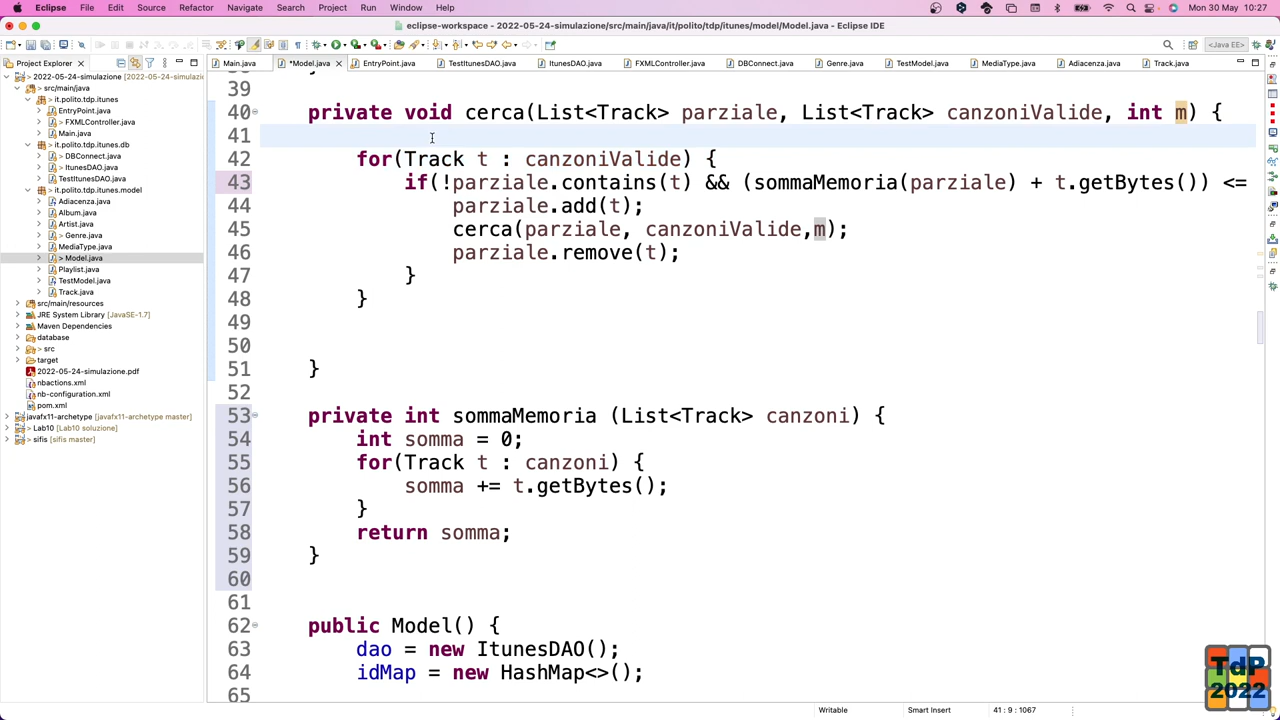 Eclipse File Edit Source Refactor Navigate Search Project Run Window Help Mon 30 May 10:27
eclipse-workspace - 2022-05-24-simulazione/src/main/java/it/polito/tdp/itunes/model/Model.java - Eclipse IDE
<Java EE>
Project Explorer
Main.java *Model.java EntryPoint.java TestItunesDAO.java ItunesDAO.java FXMLController.java DBConnect.java Genre.java TestModel.java MediaType.java Adiacenza.java Track.java
> 2022-05-24-simulazione [2022-05-24-simulazione
> src/main/java
> it.polito.tdp.itunes
EntryPoint.java
> FXMLController.java
Main.java
> it.polito.tdp.itunes.db
> DBConnect.java
> ItunesDAO.java
TestItunesDAO.java
> it.polito.tdp.itunes.model
Adiacenza.java
Album.java
Artist.java
> Genre.java
MediaType.java
> Model.java
Playlist.java
TestModel.java
Track.java
src/main/resources
JRE System Library [JavaSE-1.7]
Maven Dependencies
database
> src
target
2022-05-24-simulazione.pdf
nbactions.xml
nb-configuration.xml
pom.xml
javafx11-archetype [javafx11-archetype master]
> Lab10 [Lab10 soluzione]
> sifis [sifis master]
39
40 private void cerca(List<Track> parziale, List<Track> canzoniValide, int m) {
41
42 for(Track t : canzoniValide) {
43 if(!parziale.contains(t) && (sommaMemoria(parziale) + t.getBytes()) <=
44 parziale.add(t);
45 cerca(parziale, canzoniValide,m);
46 parziale.remove(t);
47 }
48 }
49
50
51 }
52
53 private int sommaMemoria (List<Track> canzoni) {
54 int somma = 0;
55 for(Track t : canzoni) {
56 somma += t.getBytes();
57 }
58 return somma;
59 }
60
61
62 public Model() {
63 dao = new ItunesDAO();
64 idMap = new HashMap<>();
65
Writable Smart Insert 41 : 9 : 1067
TdP
2022